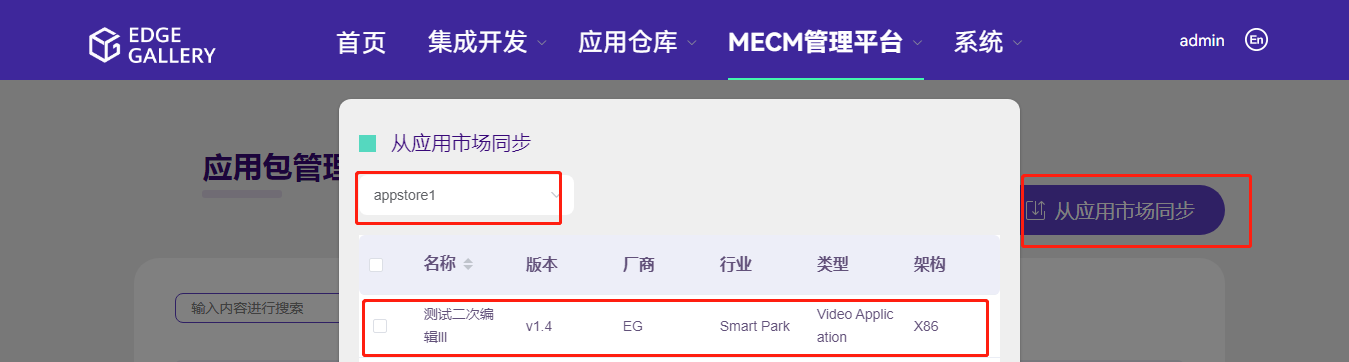 EDGE GALLERY 首页 集成开发 应用仓库 MECM管理平台 系统 admin En
从应用市场同步
应用包管理
appstore1
从应用市场同步
名称 版本 厂商 行业 类型 架构
输入内容进行搜索
测试二次编辑III v1.4 EG Smart Park Video Application X86